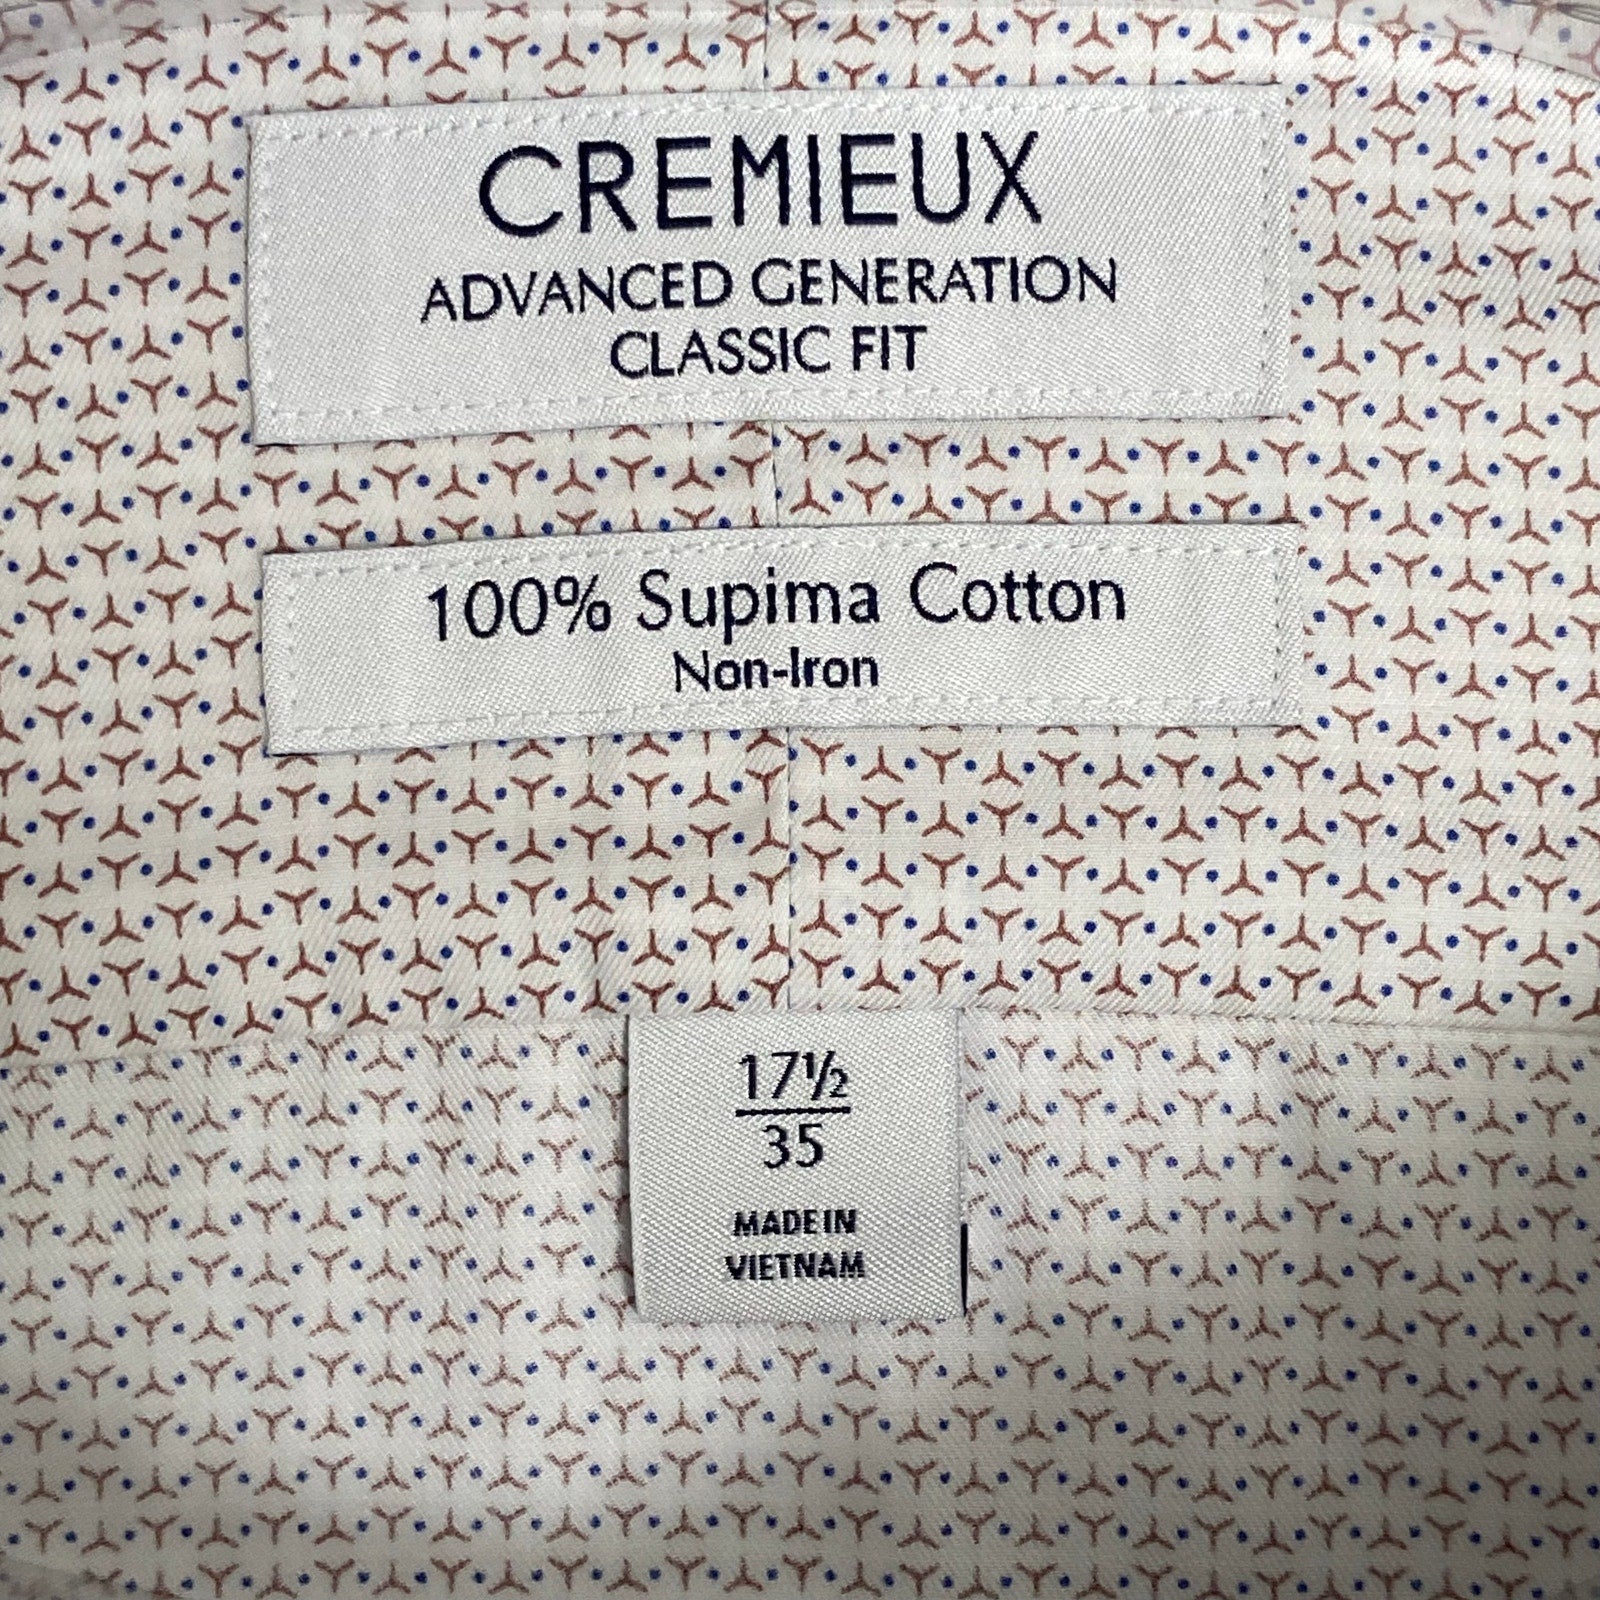 CREMIEUX
ADVANCED GENERATION
CLASSIC FIT
100% Supima Cotton
Non-Iron
17½
35
MADE IN
VIETNAM